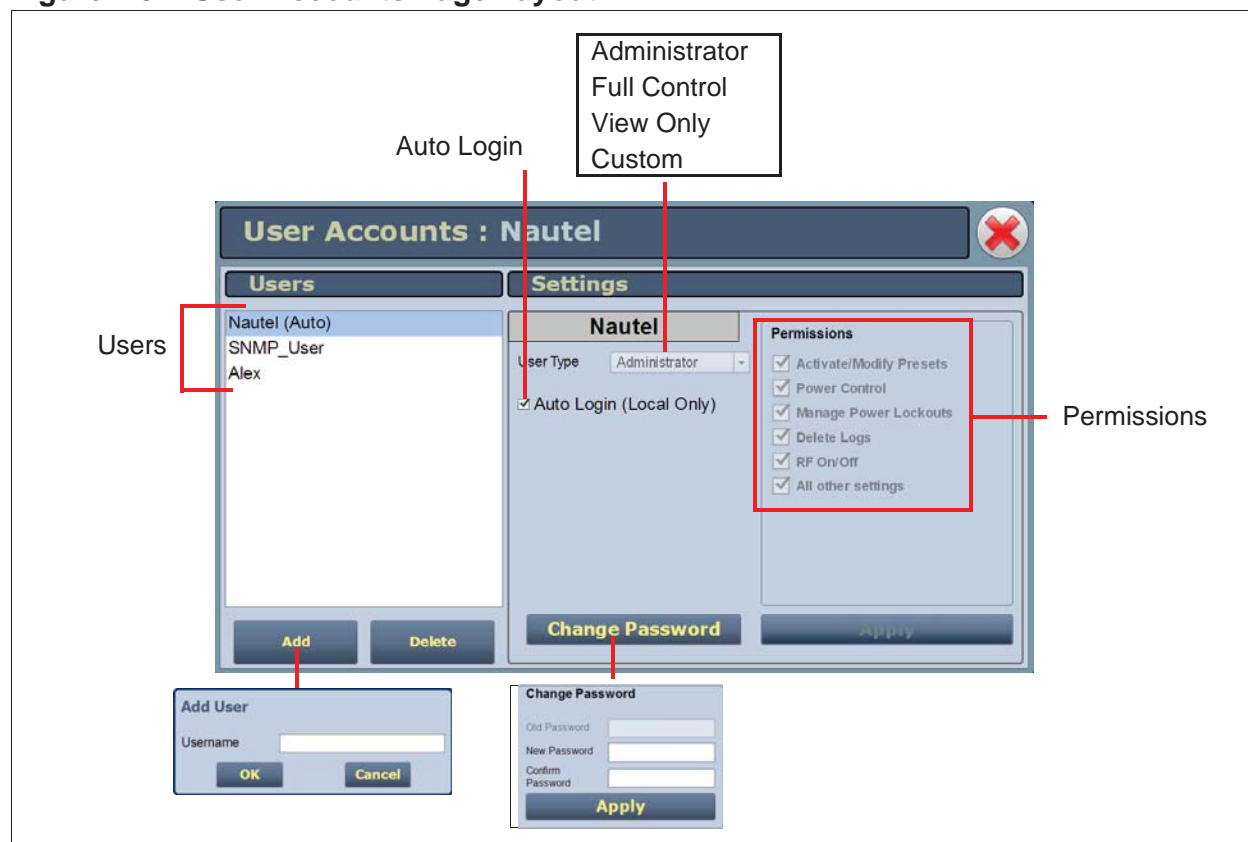 Administrator
Full Control
View Only
Custom
Auto Login
User Accounts : Nautel
Users
Settings
Users
Nautel (Auto)
SNMP_User
Alex
Nautel
User Type
Administrator
Auto Login (Local Only)
Permissions
Activate/Modify Presets
Power Control
Manage Power Lockouts
Delete Logs
RF On/Off
All other settings
Permissions
Add
Delete
Change Password
Apply
Add User
Username
OK
Cancel
Change Password
Old Password
New Password
Confirm
Password
Apply